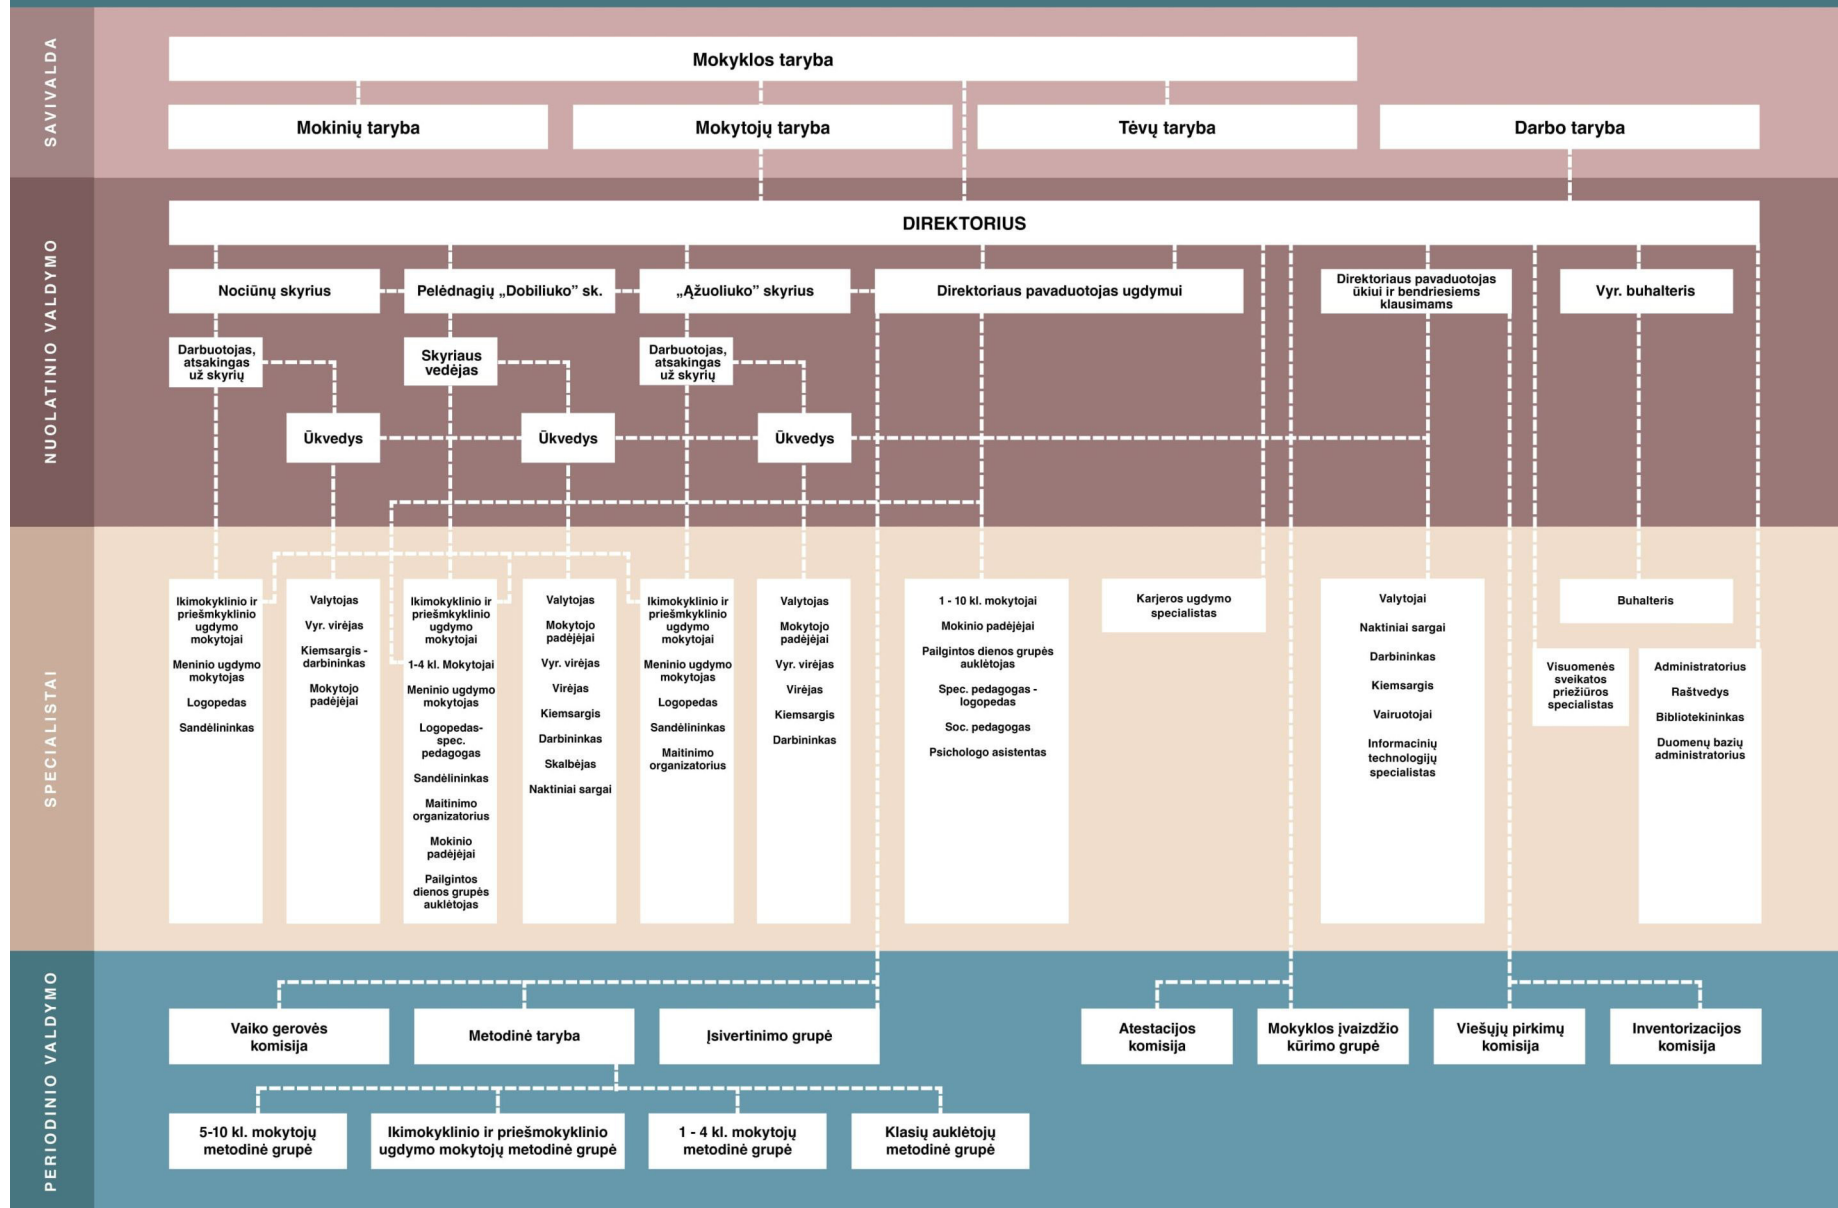 SAVIVALDA
Mokyklos taryba
Mokinių taryba
Mokytojų taryba
Tėvų taryba
Darbo taryba
NUOLATINIO VALDYMO
DIREKTORIUS
Nociūnų skyrius
Pelėdnagių „Dobiliuko” sk.
„Ąžuoliuko” skyrius
Direktoriaus pavaduotojas ugdymui
Direktoriaus pavaduotojas
ūkiui ir bendriesiems
klausimams
Vyr. buhalteris
Darbuotojas,
atsakingas
už skyrių
Skyriaus
vedėjas
Darbuotojas,
atsakingas
už skyrių
Ūkvedys
Ūkvedys
Ūkvedys
SPECIALISTAI
Ikimokyklinio ir
priešmkyklinio
ugdymo
mokytojai
Meninio ugdymo
mokytojas
Logopedas
Sandėlininkas
Valytojas
Vyr. virėjas
Kiemsargis -
darbininkas
Mokytojo
padėjėjai
Ikimokyklinio ir
priešmkyklinio
ugdymo
mokytojai
1-4 kl. Mokytojai
Meninio ugdymo
mokytojas
Logopedas-
spec.
pedagogas
Sandėlininkas
Maitinimo
organizatorius
Mokinio
padėjėjai
Pailgintos
dienos grupės
auklėtojas
Valytojas
Mokytojo
padėjėjai
Vyr. virėjas
Virėjas
Kiemsargis
Darbininkas
Skalbėjas
Naktiniai sargai
Ikimokyklinio ir
priešmkyklinio
ugdymo
mokytojai
Meninio ugdymo
mokytojas
Logopedas
Sandėlininkas
Maitinimo
organizatorius
Valytojas
Mokytojo
padėjėjai
Vyr. virėjas
Virėjas
Kiemsargis
Darbininkas
1 - 10 kl. mokytojai
Mokinio padėjėjai
Pailgintos dienos grupės
auklėtojas
Spec. pedagogas -
logopedas
Soc. pedagogas
Psichologo asistentas
Karjeros ugdymo
specialistas
Valytojai
Naktiniai sargai
Darbininkas
Kiemsargis
Vairuotojai
Informacinių
technologijų
specialistas
Buhalteris
Visuomenės
sveikatos
priežiūros
specialistas
Administratorius
Raštvedys
Bibliotekininkas
Duomenų bazių
administratorius
PERIODINIO VALDYMO
Vaiko gerovės
komisija
Metodinė taryba
Įsivertinimo grupė
Atestacijos
komisija
Mokyklos įvaizdžio
kūrimo grupė
Viešųjų pirkimų
komisija
Inventorizacijos
komisija
5-10 kl. mokytojų
metodinė grupė
Ikimokyklinio ir priešmokyklinio
ugdymo mokytojų metodinė grupė
1 - 4 kl. mokytojų
metodinė grupė
Klasių auklėtojų
metodinė grupė